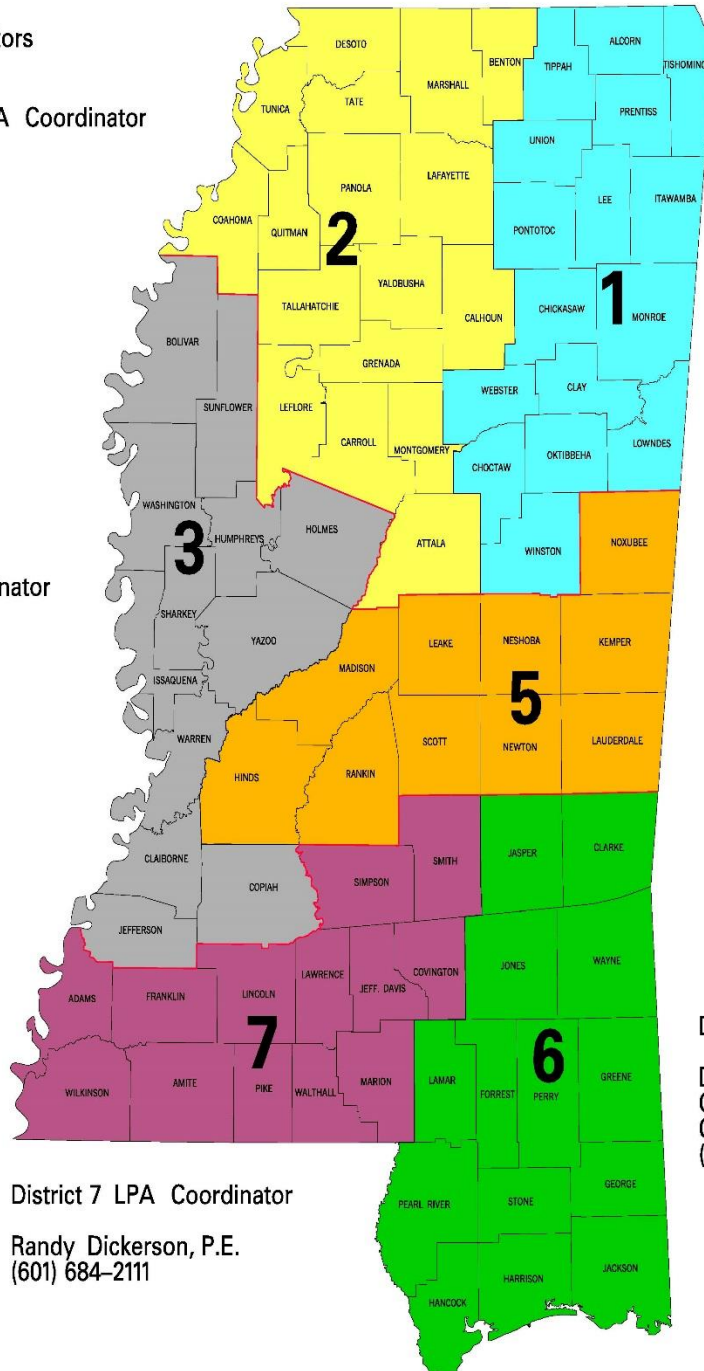 tors
A Coordinator
DESOTO
BENTON
TIPPAH
ALCORN
TISHOMING
MARSHALL
TUNICA
TATE
PRENTISS
UNION
PANOLA
LAFAYETTE
LEE
ITAWAMBA
COAHOMA
QUITMAN
2
PONTOTOC
YALOBUSHA
TALLAHATCHIE
CALHOUN
CHICKASAW
1
MONROE
BOLIVAR
GRENADA
SUNFLOWER
LEFLORE
WEBSTER
CLAY
CARROLL
MONTGOMERY
LOWNDES
CHOCTAW
OKTIBBEHA
WASHINGTON
3
HUMPHREYS
HOLMES
ATTALA
WINSTON
NOXUBEE
nator
SHARKEY
YAZOO
LEAKE
NESHOBA
KEMPER
MADISON
ISSAQUENA
5
WARREN
SCOTT
NEWTON
LAUDERDALE
HINDS
RANKIN
CLAIBORNE
SMITH
JASPER
CLARKE
COPIAH
SIMPSON
JEFFERSON
JONES
WAYNE
LAWRENCE
COVINGTON
ADAMS
FRANKLIN
LINCOLN
JEFF. DAVIS
7
WILKINSON
AMITE
PIKE
WALTHALL
MARION
LAMAR
FORREST
6
PERRY
GREENE
D
D
C
C
(
District 7 LPA Coordinator
Randy Dickerson, P.E.
(601) 684-2111
PEARL RIVER
STONE
GEORGE
HANCOCK
HARRISON
JACKSON